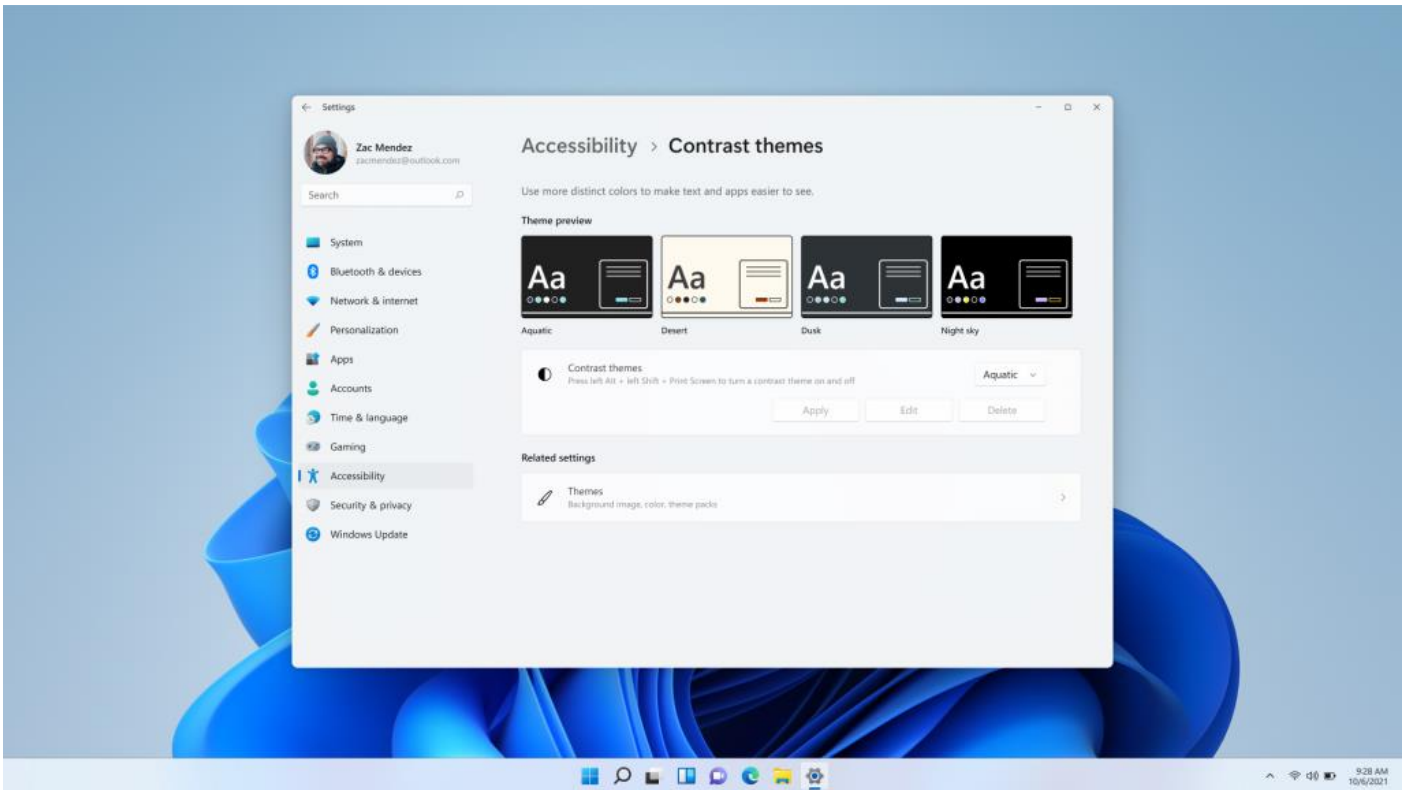 Settings
Zac Mendez
zacmendez@outlook.com
Search
System
Bluetooth & devices
Network & internet
Personalization
Apps
Accounts
Time & language
Gaming
Accessibility
Security & privacy
Windows Update
Accessibility > Contrast themes
Use more distinct colors to make text and apps easier to see.
Theme preview
Aa Aa Aa Aa
Aquatic Desert Dusk Night sky
Contrast themes
Press left Alt + left Shift + Print Screen to turn a contrast theme on and off
Aquatic
Apply Edit Delete
Related settings
Themes
Background image, color, theme packs
9:28 AM
10/6/2021